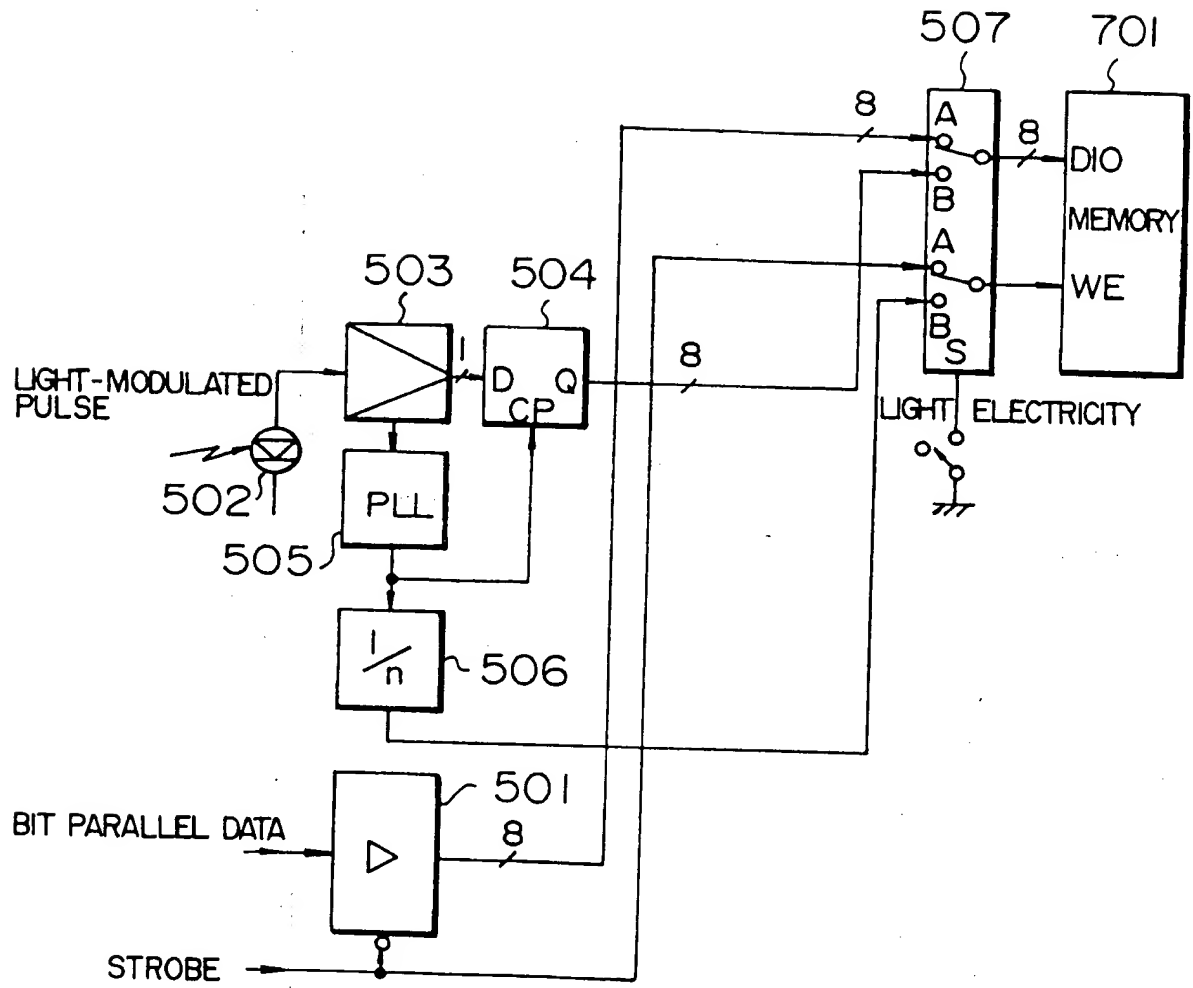 507
701
8
A
8
DIO
B
MEMORY
A
503
504
WE
B
1
8
S
D
Q
CP
LIGHT-MODULATED
PULSE
LIGHT
ELECTRICITY
502
PLL
505
1/n
506
501
BIT PARALLEL DATA
8
STROBE